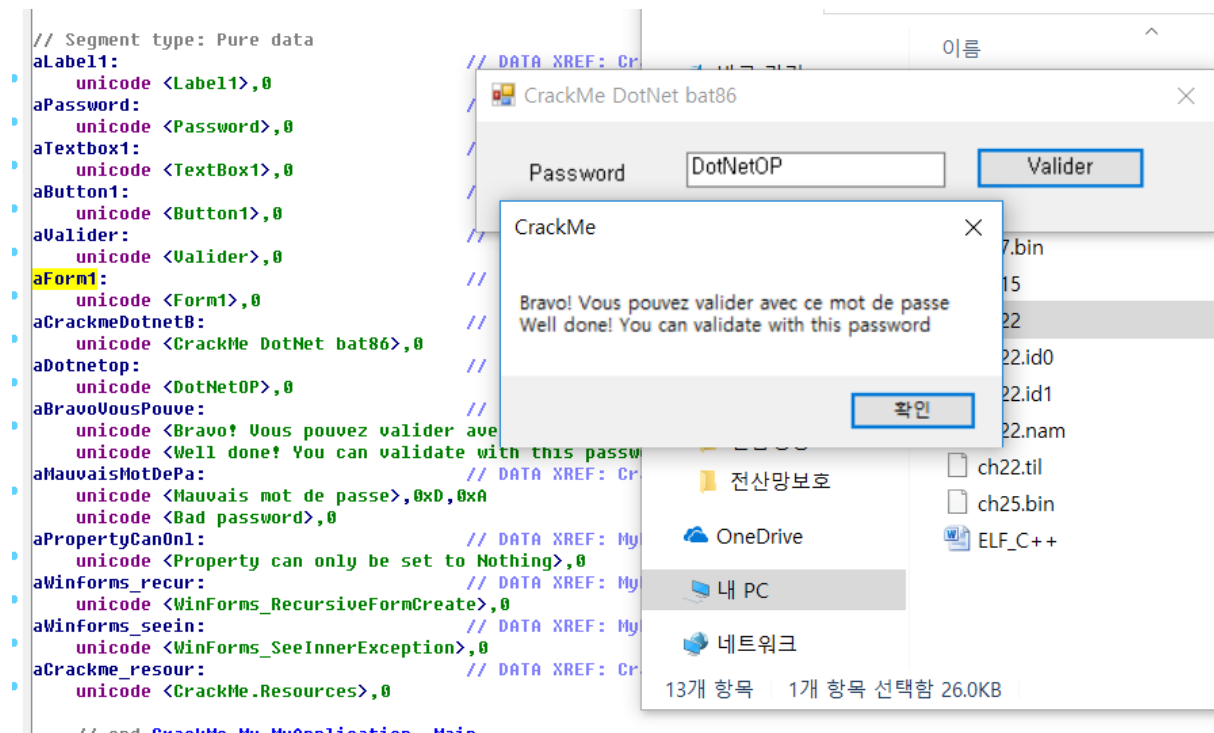 // Segment type: Pure data
aLabel1: // DATA XREF: Cr
unicode <Label1>,0
aPassword: /
unicode <Password>,0
aTextbox1: /
unicode <TextBox1>,0
aButton1: /
unicode <Button1>,0
aValider: //
unicode <Valider>,0
aForm1: //
unicode <Form1>,0
aCrackmeDotnetB: //
unicode <CrackMe DotNet bat86>,0
aDotnetop: //
unicode <DotNetOP>,0
aBravoVousPouve: //
unicode <Bravo! Vous pouvez valider ave
unicode <Well done! You can validate with this passw
aMauvaisMotDePa: // DATA XREF: Cr
unicode <Mauvais mot de passe>,0xD,0xA
unicode <Bad password>,0
aPropertyCanOnl: // DATA XREF: My
unicode <Property can only be set to Nothing>,0
aWinforms_recur: // DATA XREF: My
unicode <WinForms_RecursiveFormCreate>,0
aWinforms_seein: // DATA XREF: My
unicode <WinForms_SeeInnerException>,0
aCrackme_resour: // DATA XREF: Cr
unicode <CrackMe.Resources>,0
// end CrackMe.My.MyApplication Main
이름
CrackMe DotNet bat86
Password
DotNetOP
Valider
CrackMe
Bravo! Vous pouvez valider avec ce mot de passe
Well done! You can validate with this password
확인
7.bin
15
22
22.id0
22.id1
22.nam
ch22.til
ch25.bin
ELF_C++
전산망보호
OneDrive
내 PC
네트워크
13개 항목
1개 항목 선택함 26.0KB